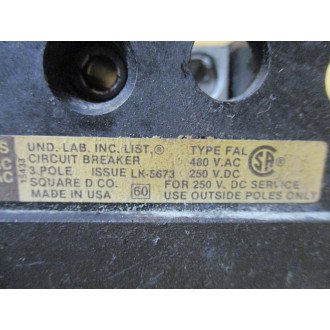 UND. LAB. INC. LIST.® TYPE FAL
CIRCUIT BREAKER 480 V.AC
3 POLE ISSUE LK-5673 250 V.DC
SQUARE D CO. FOR 250 V. DC SERVICE
MADE IN USA 60 USE OUTSIDE POLES ONLY